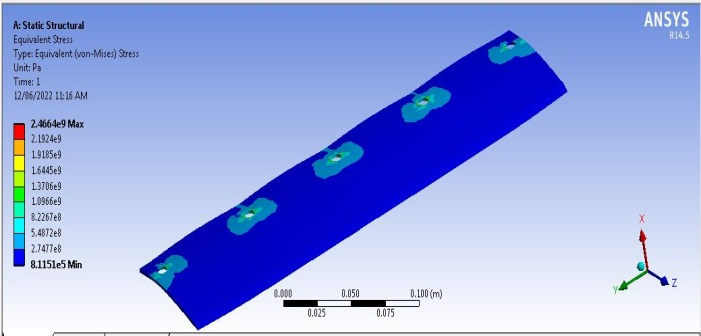 A: Static Structural
Equivalent Stress
Type: Equivalent (von-Mises) Stress
Unit: Pa
Time: 1
12/06/2022 11:16 AM
2.4664e9 Max
2.1924e9
1.9185e9
1.6445e9
1.3706e9
1.0966e9
8.2267e8
5.4872e8
2.7477e8
8.1151e5 Min
ANSYS
R14.5
0.000 0.050 0.100 (m)
0.025 0.075
X
Y
Z